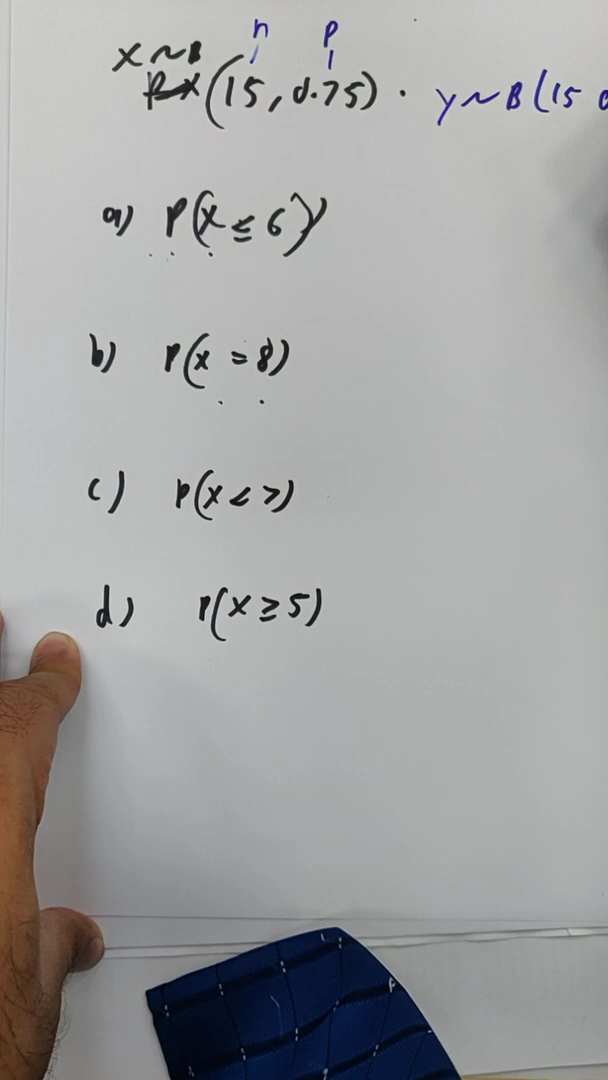 n p
X ~ B
(15, 0.75) . y ~ B(15
a) P(X ≤ 6)
b) P(x = 8)
c) P(X < 7)
d) P(X ≥ 5)